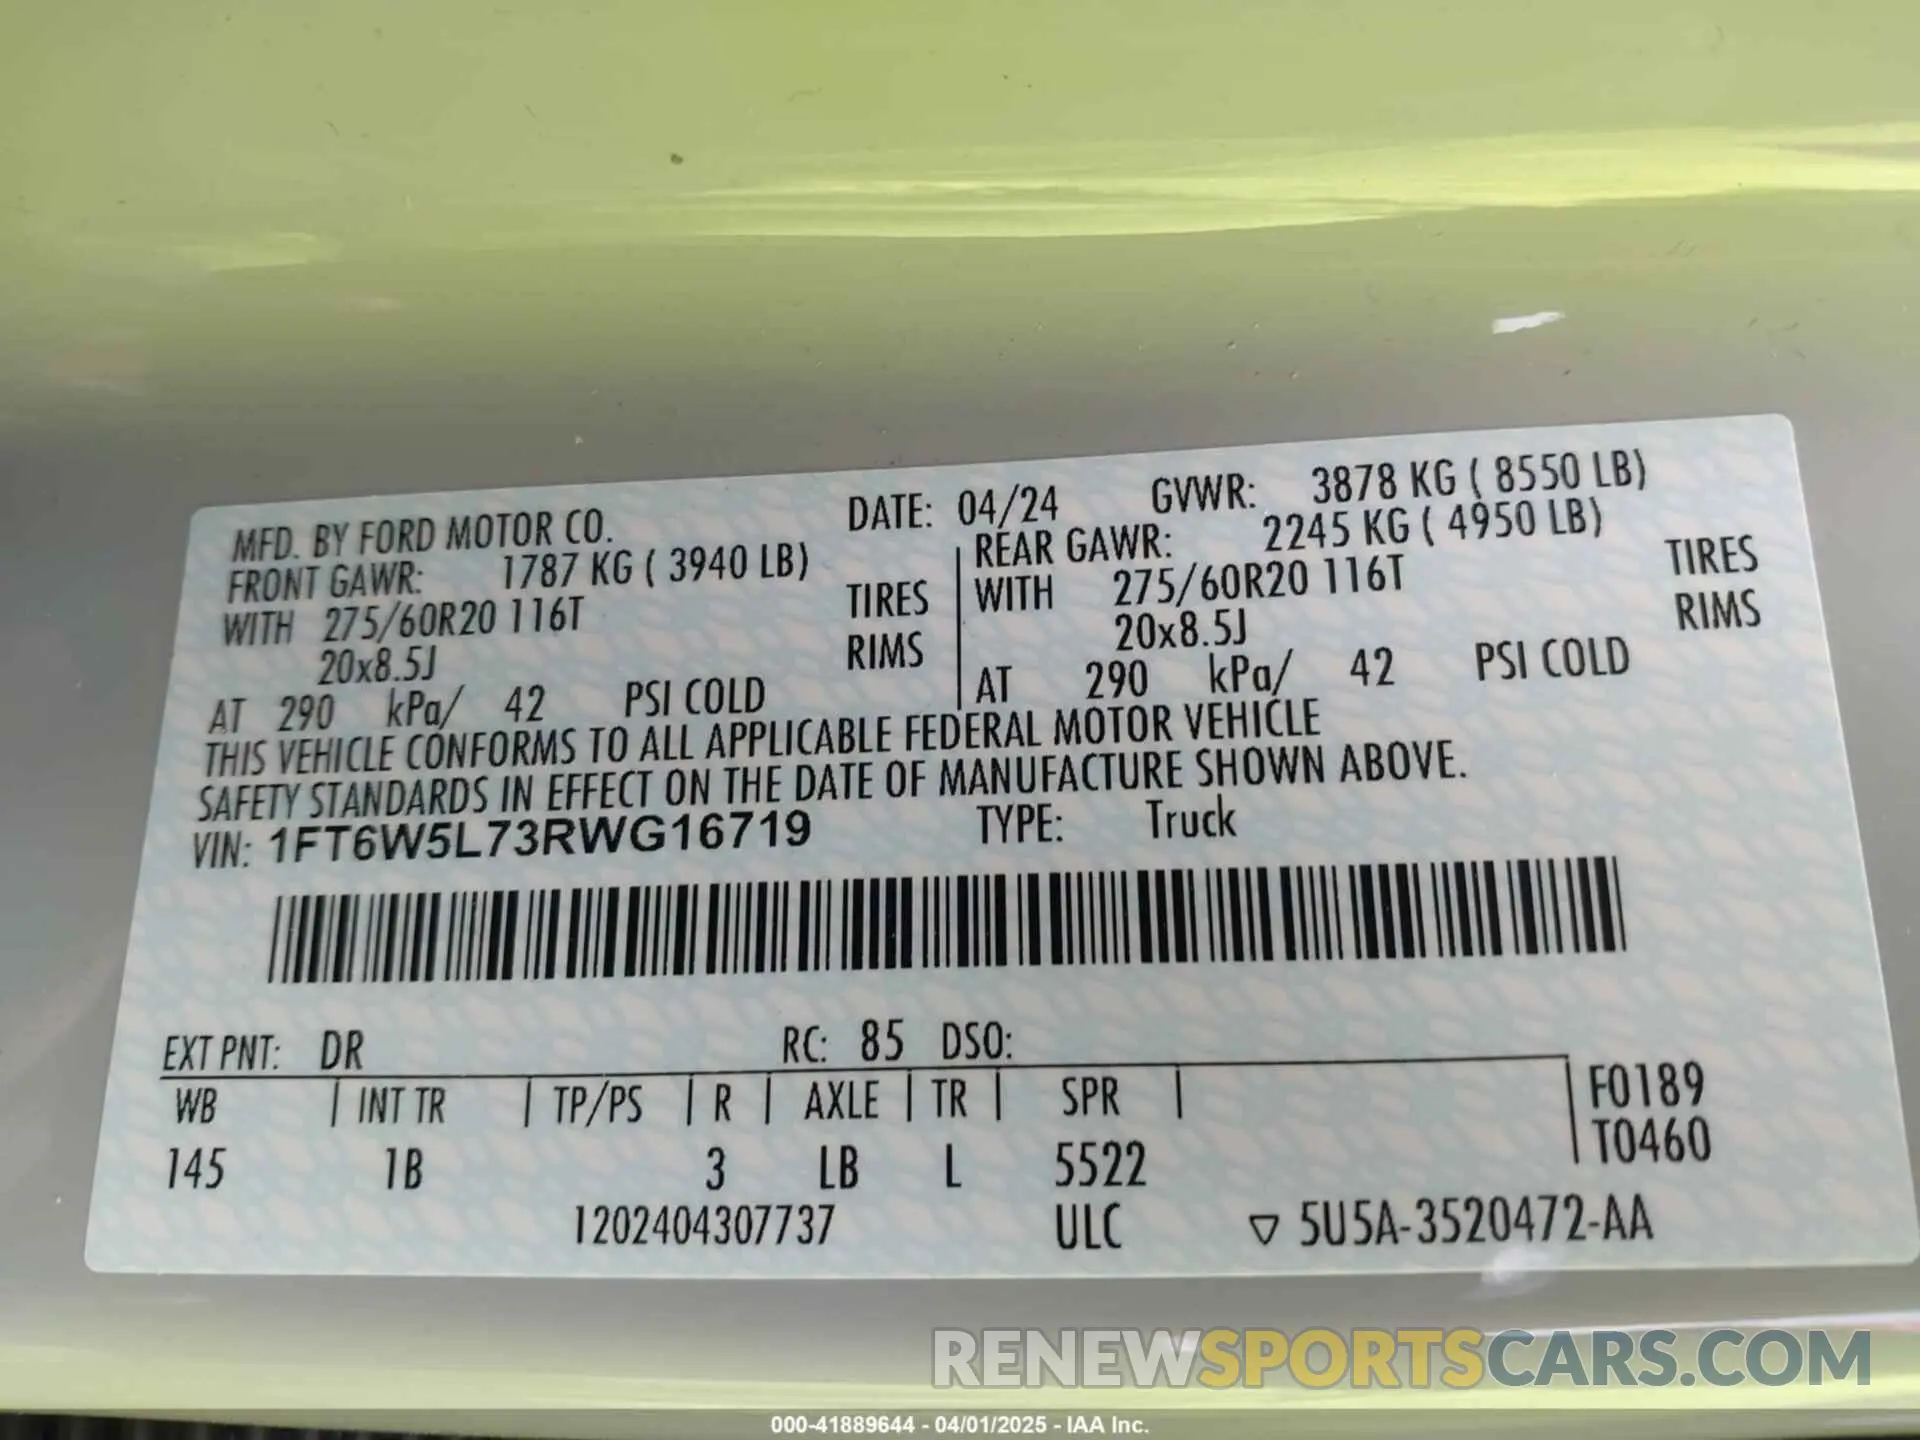 MFD. BY FORD MOTOR CO. DATE: 04/24 GVWR: 3878 KG ( 8550 LB)
FRONT GAWR: 1787 KG ( 3940 LB) REAR GAWR: 2245 KG ( 4950 LB)
WITH 275/60R20 116T TIRES WITH 275/60R20 116T TIRES
20x8.5J RIMS 20x8.5J RIMS
AT 290 kPa/ 42 PSI COLD AT 290 kPa/ 42 PSI COLD
THIS VEHICLE CONFORMS TO ALL APPLICABLE FEDERAL MOTOR VEHICLE
SAFETY STANDARDS IN EFFECT ON THE DATE OF MANUFACTURE SHOWN ABOVE.
VIN: 1FT6W5L73RWG16719 TYPE: Truck
EXT PNT: DR RC: 85 DSO:
WB INT TR TP/PS R AXLE TR SPR F0189
T0460
145 1B 3 LB L 5522
1202404307737 ULC ▽ 5U5A-3520472-AA
RENEWSPORTSCARS.COM
000-41889644 - 04/01/2025 - IAA Inc.